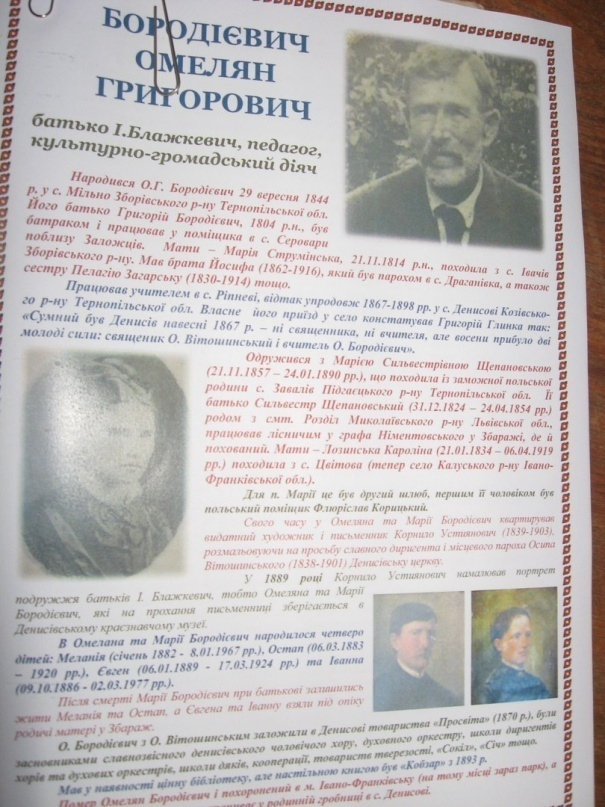 БОРОДІЄВИЧ
ОМЕЛЯН
ГРИГОРОВИЧ
батько І.Блажкевич, педагог,
культурно-громадський діяч
Народився О.Г. Бородієвич 29 вересня 1844
р. у с. Мільно Зборівського р-ну Тернопільської обл.
Його батько Григорій Бородієвич, 1804 р.н., був
батраком і працював у поміщика в с. Серовари
поблизу Заложців. Мати – Марія Струмінська, 21.11.1814 р.н., походила з с. Івачів
Зборівського р-ну. Мав брата Йосифа (1862-1916), який був парохом в с. Драганівка, а також
сестру Пелагію Загарську (1830-1914) тощо.
Працював учителем в с. Ріпневі, відтак упродовж 1867-1898 рр. у с. Денисові Козівсько-
го р-ну Тернопільської обл. Власне його приїзд у село констатував Григорій Глинка так:
«Сумний був Денисів навесні 1867 р. – ні священника, ні вчителя, але восени прибуло дві
молоді сили: священик О. Вітошинський і вчитель О. Бородієвич».
Одружився з Марією Сильвестрівною Щепановською
(21.11.1857 – 24.01.1890 рр.), що походила із заможної польської
родини с. Завалів Підгаєцького р-ну Тернопільської обл. Її
батько Сильвестр Щепановський (31.12.1824 – 24.04.1854 рр.)
родом з смт. Розділ Миколаївського р-ну Львівської обл.,
працював лісничим у графа Німентовського у Збаражі, де й
похований. Мати – Лозинська Кароліна (21.01.1834 – 06.04.1919
рр.) походила з с. Цвітова (тепер село Калуського р-ну Івано-
Франківської обл.).
Для п. Марії це був другий шлюб, першим її чоловіком був
польський поміщик Флюріслав Корицький.
Свого часу у Омеляна та Марії Бородієвич квартирував
видатний художник і письменник Корнило Устиянович (1839-1903),
розмальовуючи на просьбу славного диригента і місцевого пароха Осипа
Вітошинського (1838-1901) Денисівську церкву.
У 1889 році Корнило Устиянович намалював портрет
подружжя батьків І. Блажкевич, тобто Омеляна та Марії
Бородієвич, які на прохання письменниці зберігається в
Денисівському краєзнавчому музеї.
В Омелана та Марії Бородієвич народилося четверо
дітей: Меланія (січень 1882 - 8.01.1967 рр.), Остап (06.03.1883
– 1920 рр.), Євген (06.01.1889 - 17.03.1924 рр.) та Іванна
(09.10.1886 - 02.03.1977 рр.).
Після смерті Марії Бородієвич при батькові залишились
жити Меланія та Остап, а Євгена та Іванну взяли під опіку
родичі матері у Збараж.
О. Бородієвич з О. Вітошинським заложили в Денисові товариства «Просвіта» (1870 р.), були
засновниками славнозвісного денисівського чоловічого хору, духовного оркестру, школи диригентів
хорів та духових оркестрів, школи дяків, кооперації, товариств тверезості, «Сокіл», «Січ» тощо.
Мав у наявності цінну бібліотеку, але настільною книгою був «Кобзар» з 1893 р.
Помер Омелян Бородієвич і похоронений в м. Івано-Франківську (на тому місці зараз парк), а
у родинній гробниці в с. Денисові.